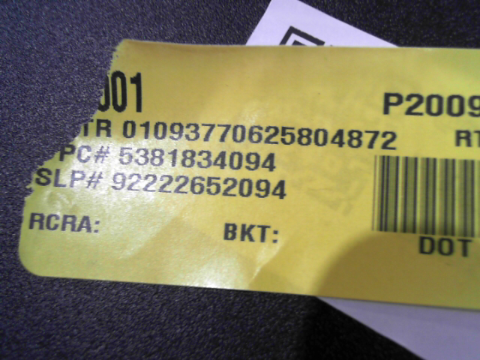 001 P2009
TR 01093770625804872 RT
PC# 5381834094
SLP# 92222652094
RCRA: BKT: DOT